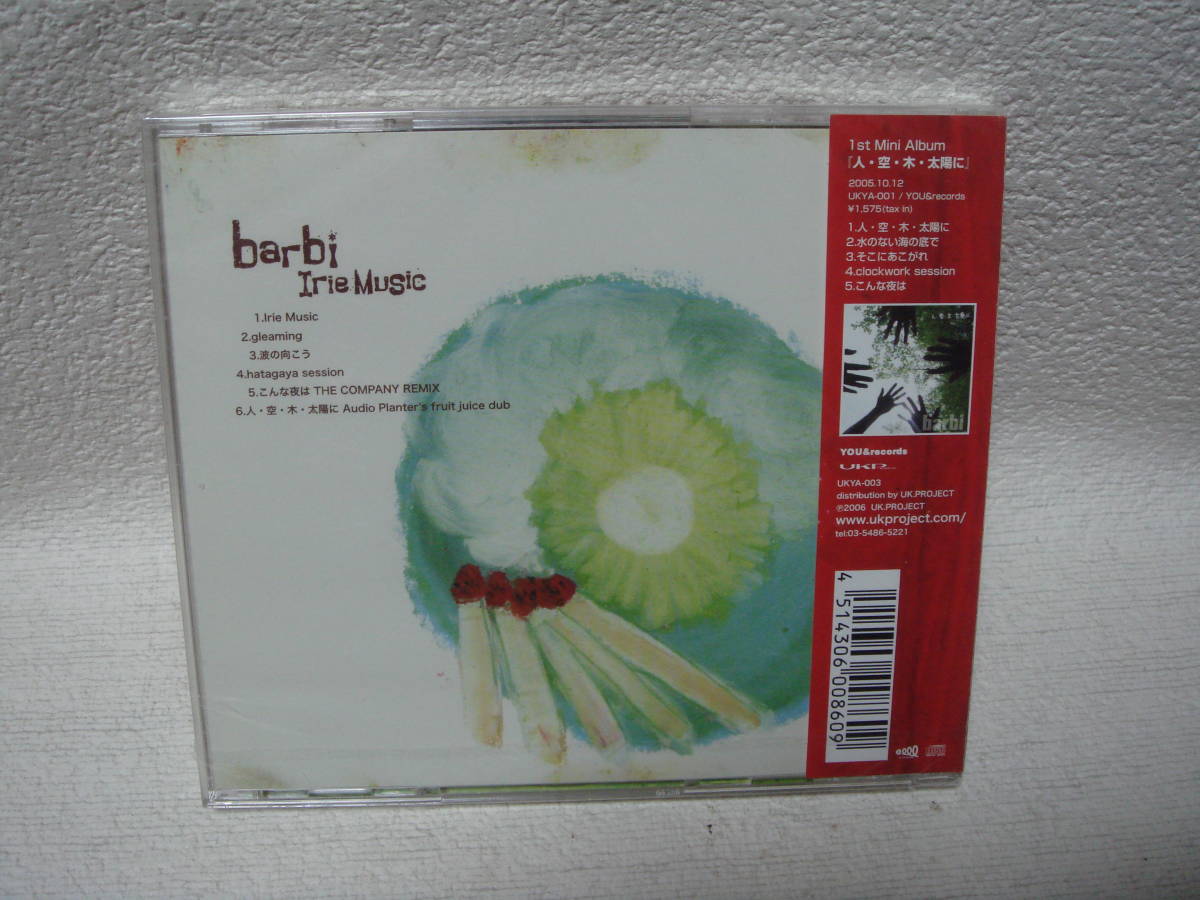 barbi
Irie Music
1.Irie Music
2.gleaming
3.波の向こう
4.hatagaya session
5.こんな夜は THE COMPANY REMIX
6.人・空・木・太陽に Audio Planter's fruit juice dub
1st Mini Album
『人・空・木・太陽に』
2005.10.12
UKYA-001 / YOU&records
¥1,575(tax in)
1.人・空・木・太陽に
2.水のない海の底で
3.そこにあこがれ
4.clockwork session
5.こんな夜は
barbi
YOU&records
UKP
UKYA-003
distribution by UK.PROJECT
℗2006 UK.PROJECT
www.ukproject.com/
tel:03-5486-5221
4 514306 008609